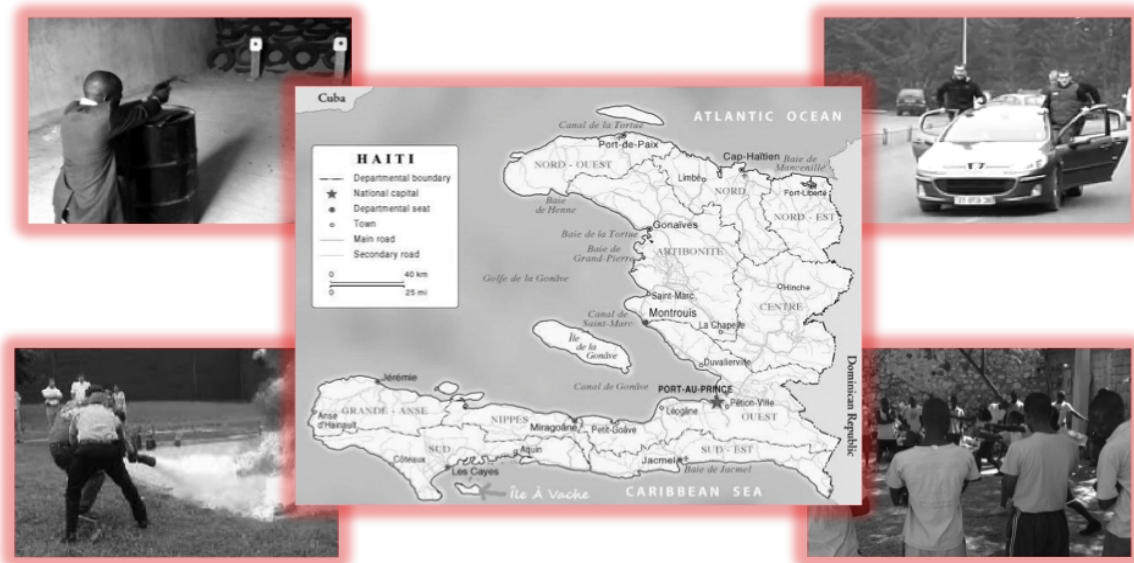 Cuba
ATLANTIC OCEAN
Canal de la Tortue
Port-de-Paix
Cap-Haïtien
Baie de
Mancenille
HAITI
Departmental boundary
National capital
Departmental seat
Town
Main road
Secondary road
0 40 km
0 25 mi
NORD - OUEST
Limbé
NORD
Fort-Liberté
Baie
de Henne
NORD - EST
Gonaïves
Baie de la Tortue
Baie de
Grand-Pierre
ARTIBONITE
Golfe de la Gonâve
Hinche
Saint-Marc
CENTRE
Canal de
Saint-Marc
Montrouis
La Chapelle
Île
de la
Gonâve
Duvalierville
Dominican Republic
Canal de Gonâve
PORT-AU-PRINCE
Jérémie
Pétion-Ville
Léogâne
OUEST
GRANDE - ANSE
Anse
d'Hainault
NIPPES
Miragoâne
Petit-Goâve
SUD
Aquin
SUD - EST
Côteaux
Les Cayes
Jacmel
Baie de Jacmel
Île À Vache
CARIBBEAN SEA